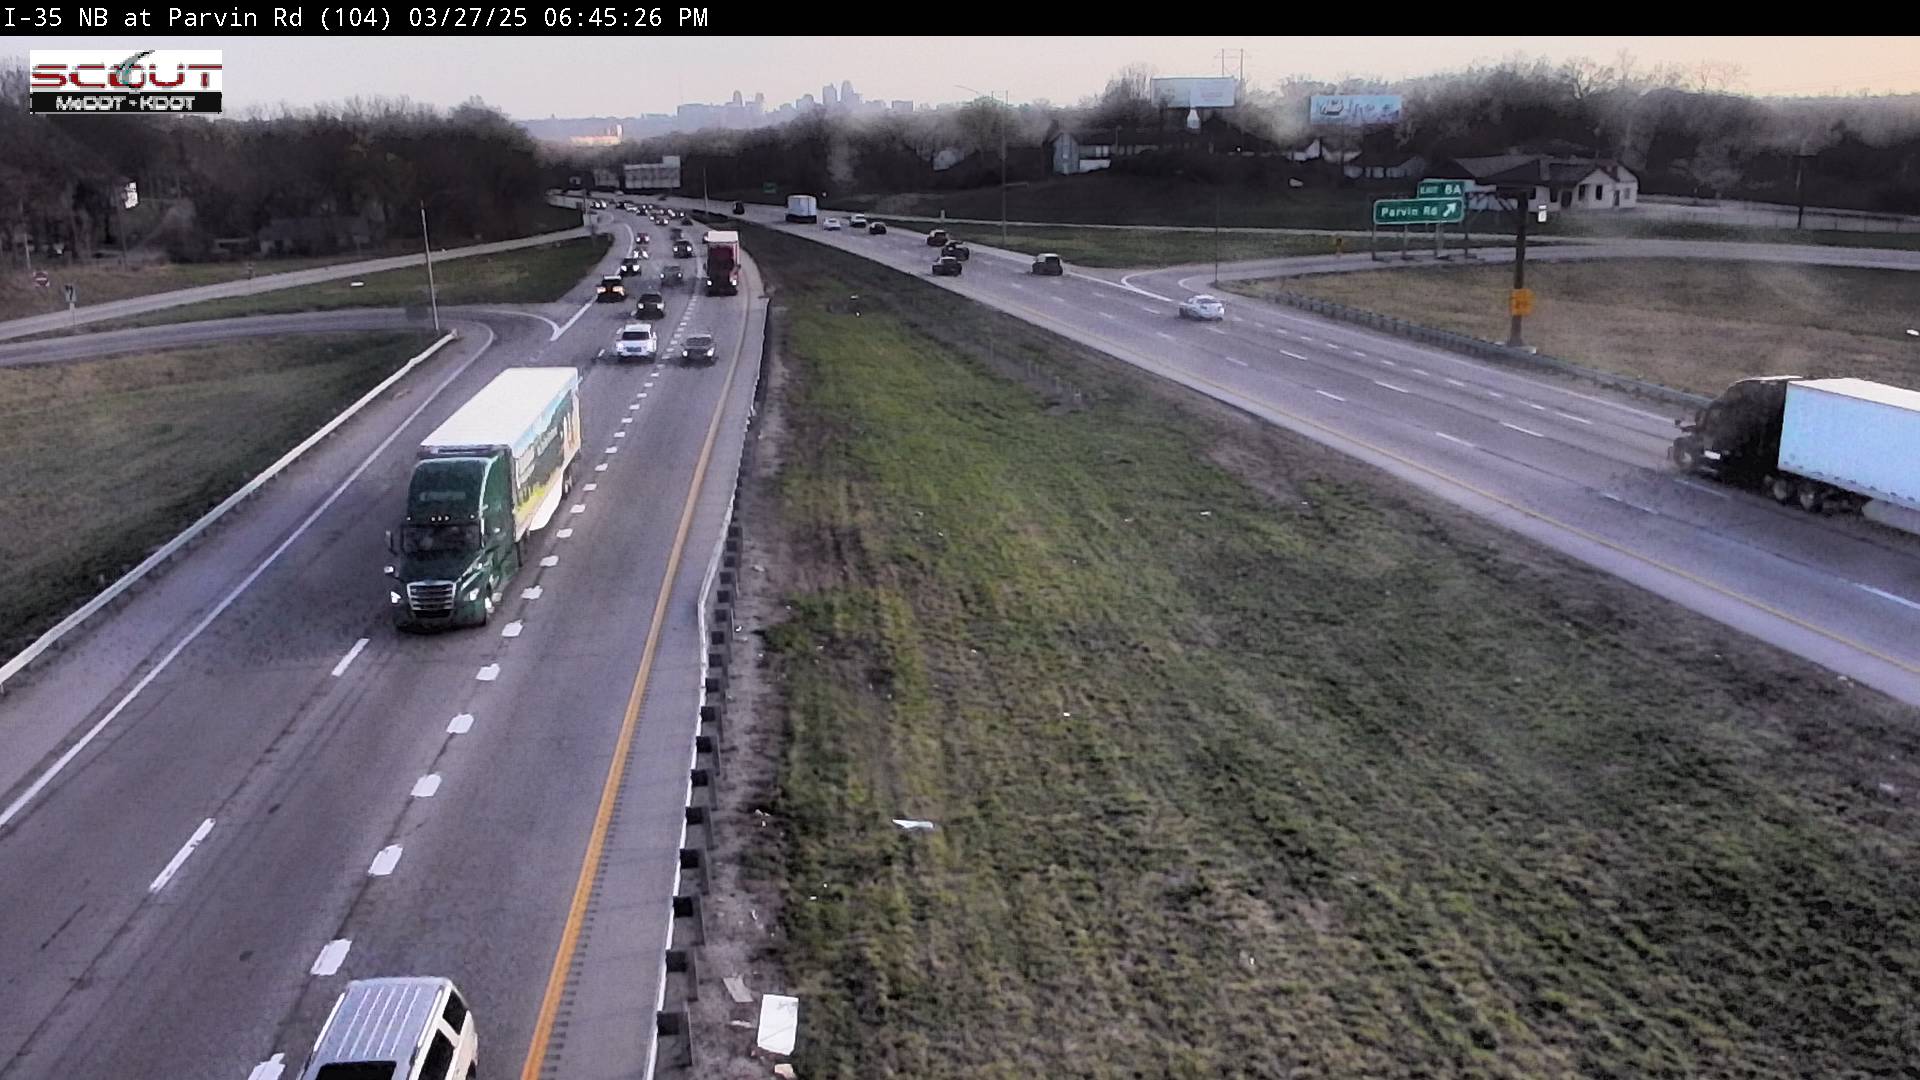 I-35 NB at Parvin Rd (104) 03/27/25 06:45:26 PM
SCOUT
MoDOT - KDOT
EXIT 6A
Parvin Rd